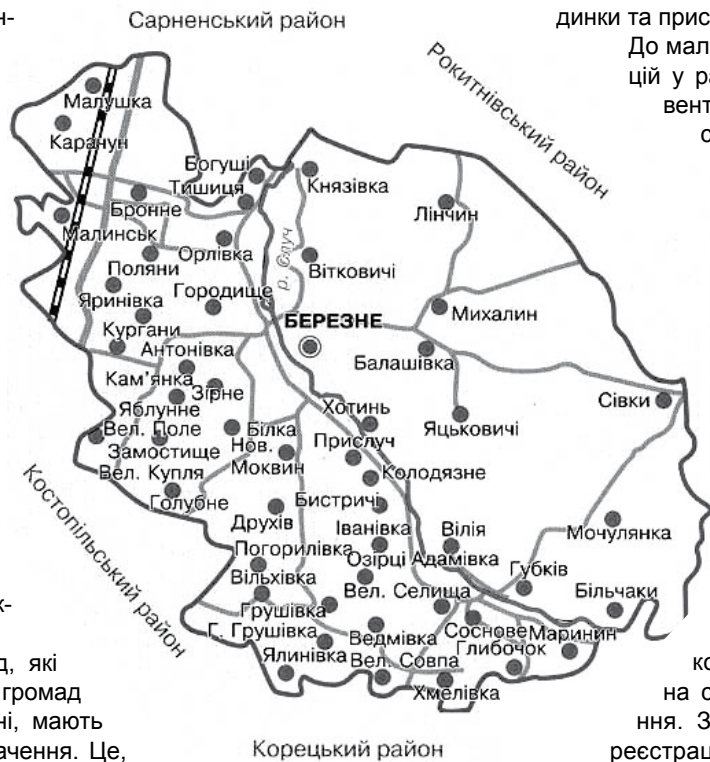 н-
динки та прис
Сарненський район
До мал
Рокитнівський район
цій у ра
вент
с
Малушка
Каранун
Богуші
Князівка
Тишиця
Бронне
Лінчин
Малинськ
Орлівка
р. Случ
Поляни
Вітковичі
Яринівка
Городище
Михалин
Кургани
БЕРЕЗНЕ
Антонівка
Балашівка
Кам'янка
Зірне
Сівки
Яблунне
Хотинь
Вел. Поле
Білка
Яцьковичі
Нов.
Прислуч
Замостище
Моквин
Вел. Купля
Колодязне
Голубне
Бистричі
Костопільський район
Друхів
Іванівка
Вілія
Мочулянка
Погорилівка
Озірці
Адамівка
Губків
Вільхівка
Вел. Селища
Більчаки
Грушівка
к-
Г. Грушівка
Ведмівка
Соснове
Маринин
Глибочок
д, які
Ялинівка
Вел. Совпа
ко
громад
Хмелівка
на с
ні, мають
ння. З
ачення. Це,
Корецький район
реєстрац